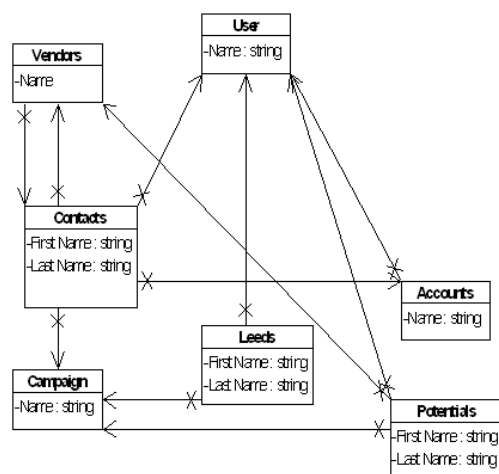 User
-Name : string
Vendors
-Name
Contacts
-First Name : string
-Last Name : string
Accounts
-Name : string
Leeds
-First Name : string
-Last Name : string
Campaign
-Name : string
Potentials
-First Name : string
-Last Name : string